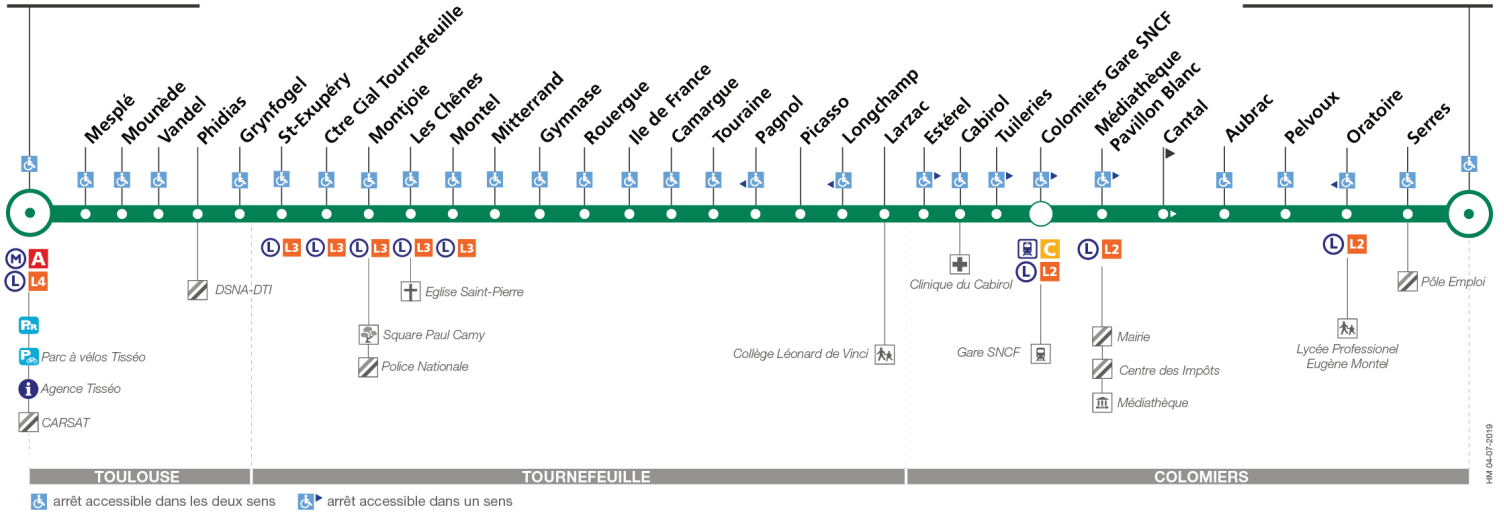 Mesplé
Mounède
Vandel
Phidias
Grynfogel
St-Exupéry
Ctre Cial Tournefeuille
Montjoie
Les Chênes
Montel
Mitterrand
Gymnase
Rouergue
Ile de France
Camargue
Touraine
Pagnol
Picasso
Longchamp
Larzac
Estérel
Cabirol
Tuileries
Colomiers Gare SNCF
Médiathèque
Pavillon Blanc
Cantal
Aubrac
Pelvoux
Oratoire
Serres
M A
L L4
L L3
L L3
L L3
L L3
L L3
C
L L2
L L2
L L2
DSNA-DTI
Eglise Saint-Pierre
Clinique du Cabirol
Pôle Emploi
P+R
Square Paul Camy
Mairie
P Parc à vélos Tisséo
Collège Léonard de Vinci
Gare SNCF
Lycée Professionel
Eugène Montel
Police Nationale
Centre des Impôts
i Agence Tisséo
Médiathèque
CARSAT
HM 04-07-2019
TOULOUSE
TOURNEFEUILLE
COLOMIERS
arrêt accessible dans les deux sens
arrêt accessible dans un sens